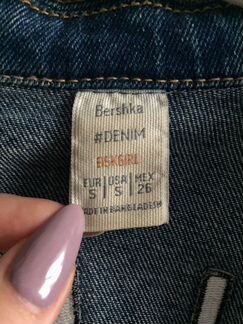 Bershka
#DENIM
BSKGIRL
EUR | USA | MEX
S | S | 26
MADE IN BANGLADESH